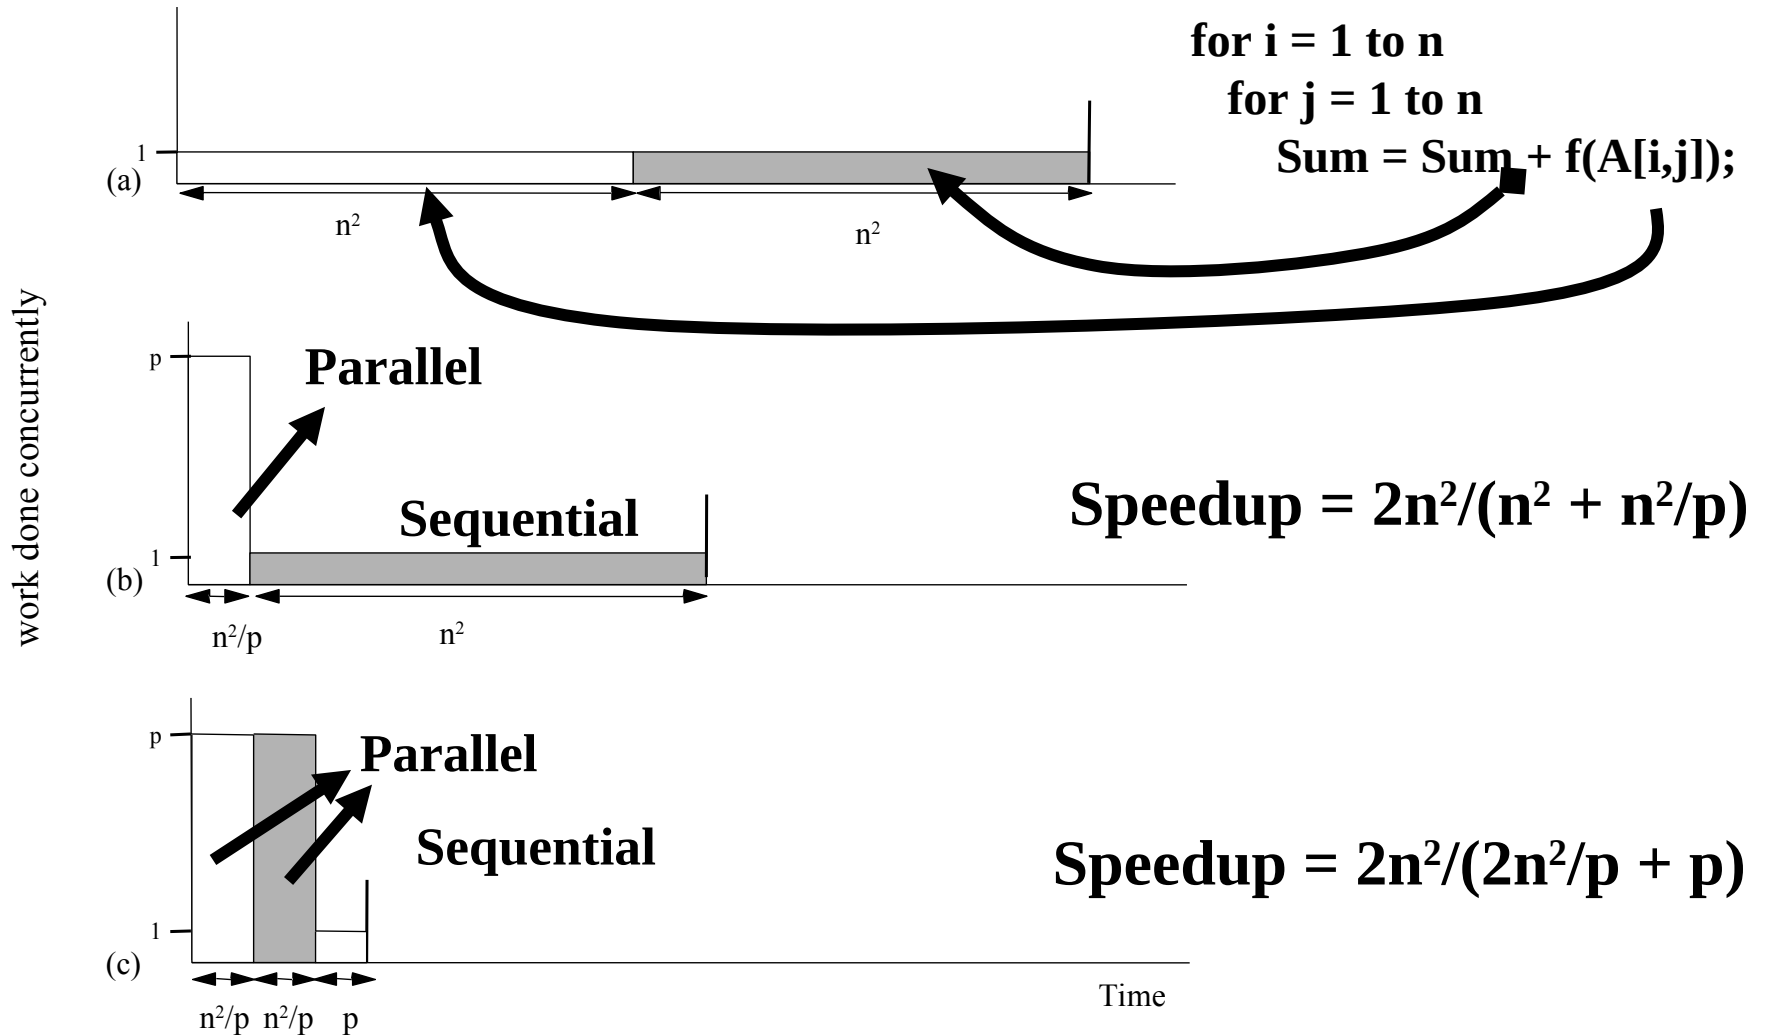 for i = 1 to n
for j = 1 to n
Sum = Sum + f(A[i,j]);
1
(a)
n²
n²
work done concurrently
p
Parallel
Sequential
Speedup = 2n²/(n² + n²/p)
1
(b)
n²/p
n²
p
Parallel
Sequential
Speedup = 2n²/(2n²/p + p)
1
(c)
Time
n²/p
n²/p
p